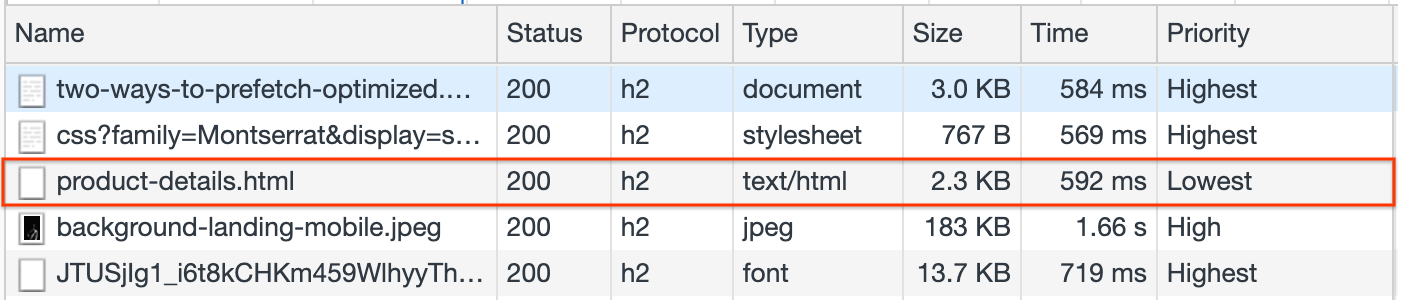 Name Status Protocol Type Size Time Priority
two-ways-to-prefetch-optimized.… 200 h2 document 3.0 KB 584 ms Highest
css?family=Montserrat&display=s… 200 h2 stylesheet 767 B 569 ms Highest
product-details.html 200 h2 text/html 2.3 KB 592 ms Lowest
background-landing-mobile.jpeg 200 h2 jpeg 183 KB 1.66 s High
JTUSjIg1_i6t8kCHKm459WlhyyTh… 200 h2 font 13.7 KB 719 ms Highest